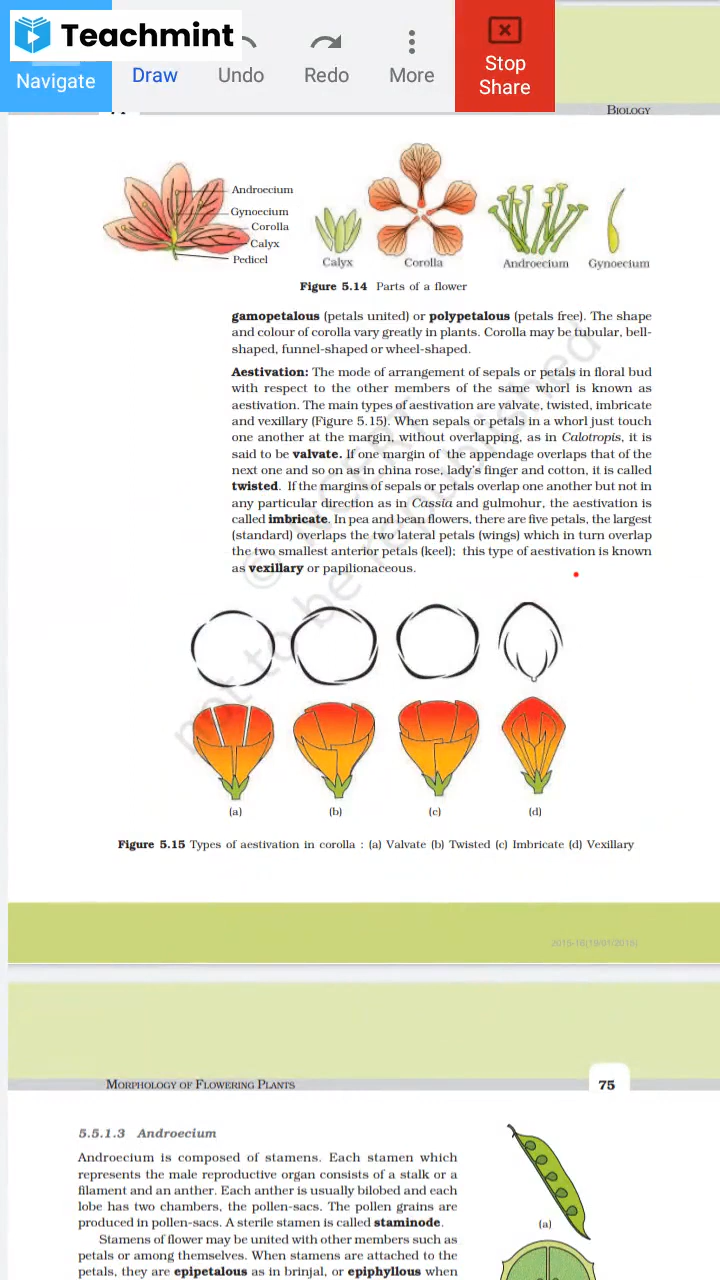 Teachmint
Navigate
Draw
Undo
Redo
More
Stop
Share
BIOLOGY
Androecium
Gynoecium
Corolla
Calyx
Pedicel
Calyx
Corolla
Androecium
Gynoecium
Figure 5.14 Parts of a flower
gamopetalous (petals united) or polypetalous (petals free). The shape
and colour of corolla vary greatly in plants. Corolla may be tubular, bell-
shaped, funnel-shaped or wheel-shaped.
Aestivation: The mode of arrangement of sepals or petals in floral bud
with respect to the other members of the same whorl is known as
aestivation. The main types of aestivation are valvate, twisted, imbricate
and vexillary (Figure 5.15). When sepals or petals in a whorl just touch
one another at the margin, without overlapping, as in Calotropis, it is
said to be valvate. If one margin of the appendage overlaps that of the
next one and so on as in china rose, lady's finger and cotton, it is called
twisted. If the margins of sepals or petals overlap one another but not in
any particular direction as in Cassia and gulmohur, the aestivation is
called imbricate. In pea and bean flowers, there are five petals, the largest
(standard) overlaps the two lateral petals (wings) which in turn overlap
the two smallest anterior petals (keel); this type of aestivation is known
as vexillary or papilionaceous.
© NCERT
not to be republished
(a)
(b)
(c)
(d)
Figure 5.15 Types of aestivation in corolla : (a) Valvate (b) Twisted (c) Imbricate (d) Vexillary
MORPHOLOGY OF FLOWERING PLANTS
75
5.5.1.3 Androecium
Androecium is composed of stamens. Each stamen which
represents the male reproductive organ consists of a stalk or a
filament and an anther. Each anther is usually bilobed and each
lobe has two chambers, the pollen-sacs. The pollen grains are
produced in pollen-sacs. A sterile stamen is called staminode.
Stamens of flower may be united with other members such as
petals or among themselves. When stamens are attached to the
petals, they are epipetalous as in brinjal, or epiphyllous when
(a)